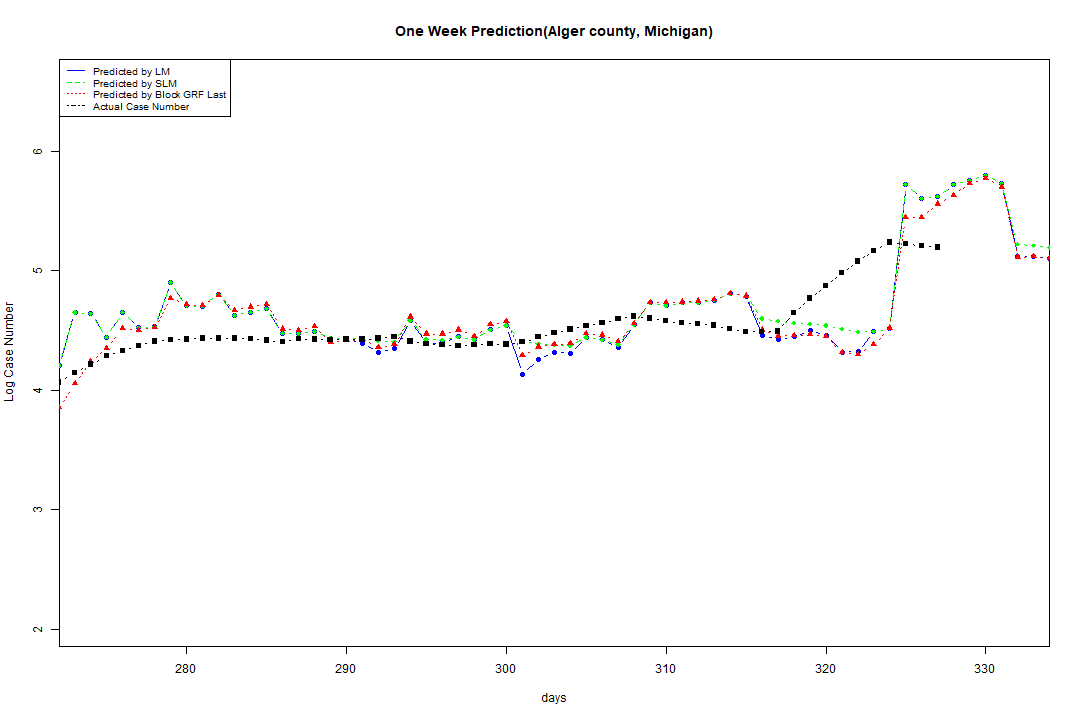 One Week Prediction(Alger county, Michigan)
Predicted by LM
Predicted by SLM
Predicted by Block GRF Last
Actual Case Number
6
5
4
3
2
Log Case Number
280 290 300 310 320 330
days